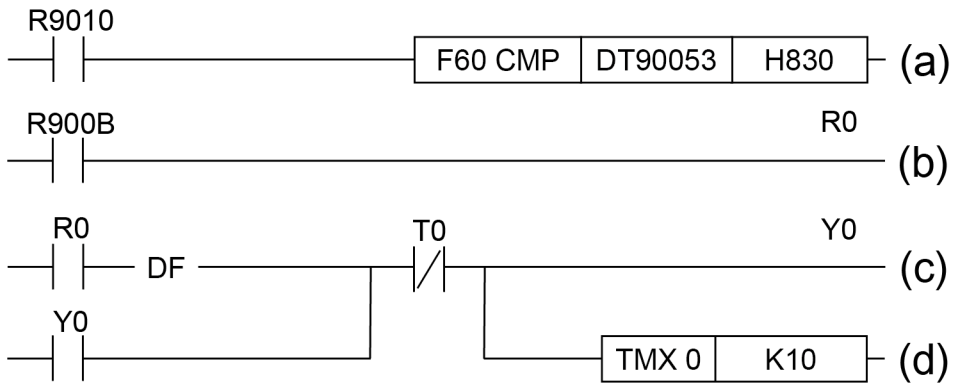 R9010
F60 CMP DT90053 H830 (a)
R900B R0
(b)
R0 T0 Y0
DF (c)
Y0
TMX 0 K10 (d)